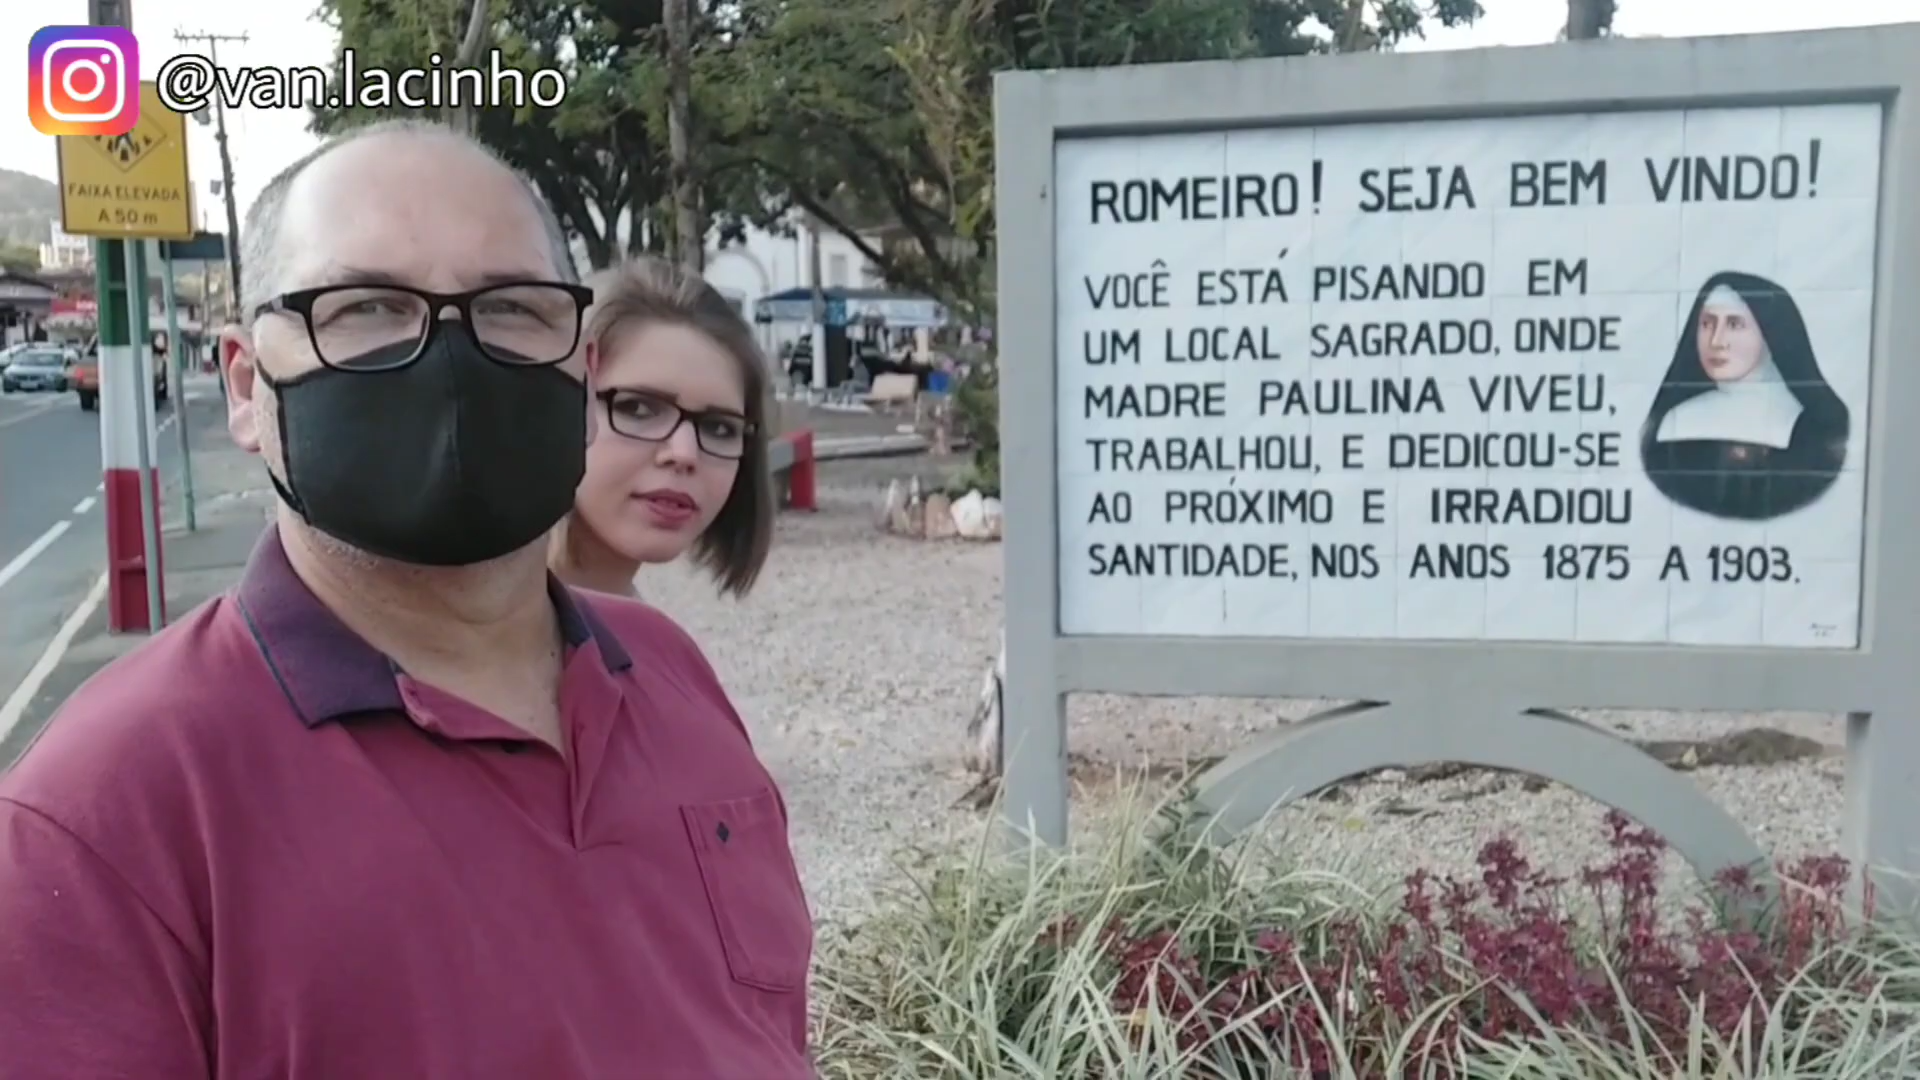 @van.lacinho
FAIXA ELEVADA
A 50 m
ROMEIRO! SEJA BEM VINDO!
VOCÊ ESTÁ PISANDO EM
UM LOCAL SAGRADO, ONDE
MADRE PAULINA VIVEU,
TRABALHOU, E DEDICOU-SE
AO PRÓXIMO E IRRADIOU
SANTIDADE, NOS ANOS 1875 A 1903.